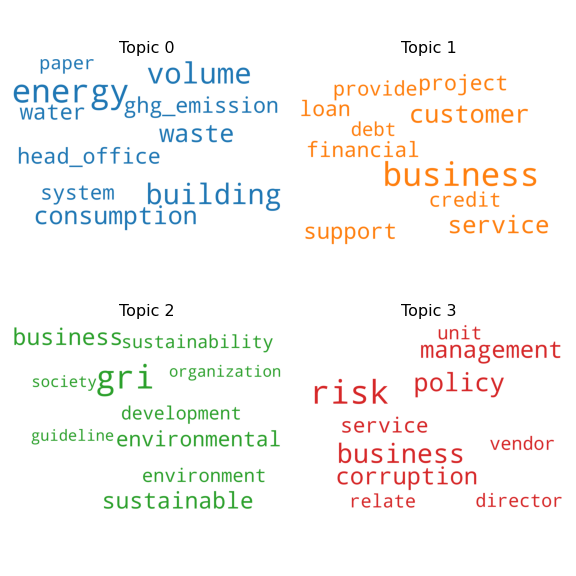 Topic 0
paper
volume
energy
ghg_emission
water
waste
head_office
system
building
consumption
Topic 1
project
provide
loan
customer
debt
financial
business
credit
service
support
Topic 2
business
sustainability
organization
society
gri
development
guideline
environmental
environment
sustainable
Topic 3
unit
management
policy
risk
service
vendor
business
corruption
relate
director